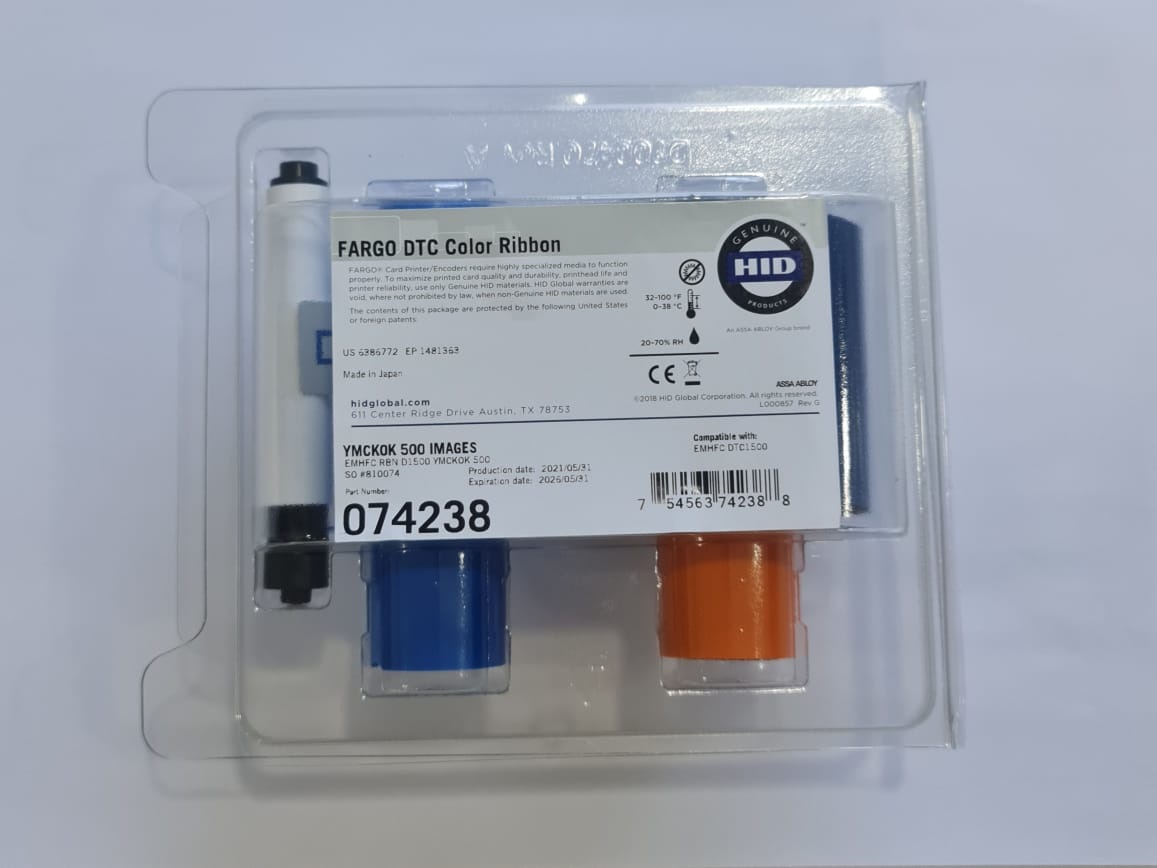 FARGO DTC Color Ribbon
FARGO® Card Printer/Encoders require highly specialized media to function
properly. To maximize printed card quality and durability, printhead life and
printer reliability, use only Genuine HID materials. HID Global warranties are
void, where not prohibited by law, when non-Genuine HID materials are used.
The contents of this package are protected by the following United States
or foreign patents:
US 6386772 EP 1481363
Made in Japan
hidglobal.com
611 Center Ridge Drive Austin, TX 78753
GENUINE
™
HID
PRODUCTS
An ASSA ABLOY Group brand
32-100 °F
0-38 °C
20-70% RH
CE
ASSA ABLOY
©2018 HID Global Corporation. All rights reserved.
L000857 Rev G
YMCKOK 500 IMAGES
EMHFC RBN D1500 YMCKOK 500
SO #810074
Production date: 2021/05/31
Expiration date: 2026/05/31
Part Number:
074238
Compatible with:
EMHFC DTC1500
7 54563 74238 8